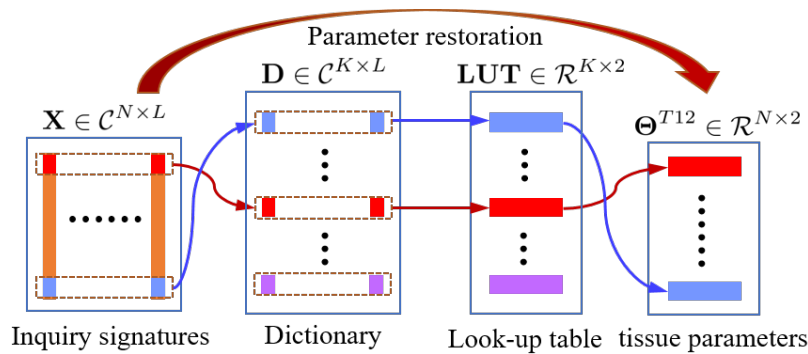 Parameter restoration
𝐃 ∈ 𝒞^{K×L}
𝐋𝐔𝐓 ∈ ℛ^{K×2}
𝐗 ∈ 𝒞^{N×L}
𝚯^{T12} ∈ ℛ^{N×2}
Inquiry signatures
Dictionary
Look-up table
tissue parameters